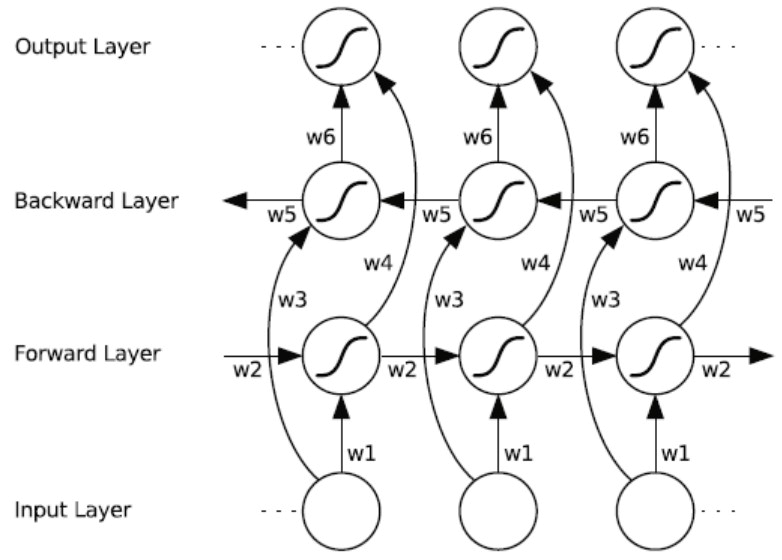 Output Layer
w6 w6 w6
Backward Layer
w5 w5 w5 w5
w4 w4 w4
w3 w3 w3
Forward Layer
w2 w2 w2 w2
w1 w1 w1
Input Layer